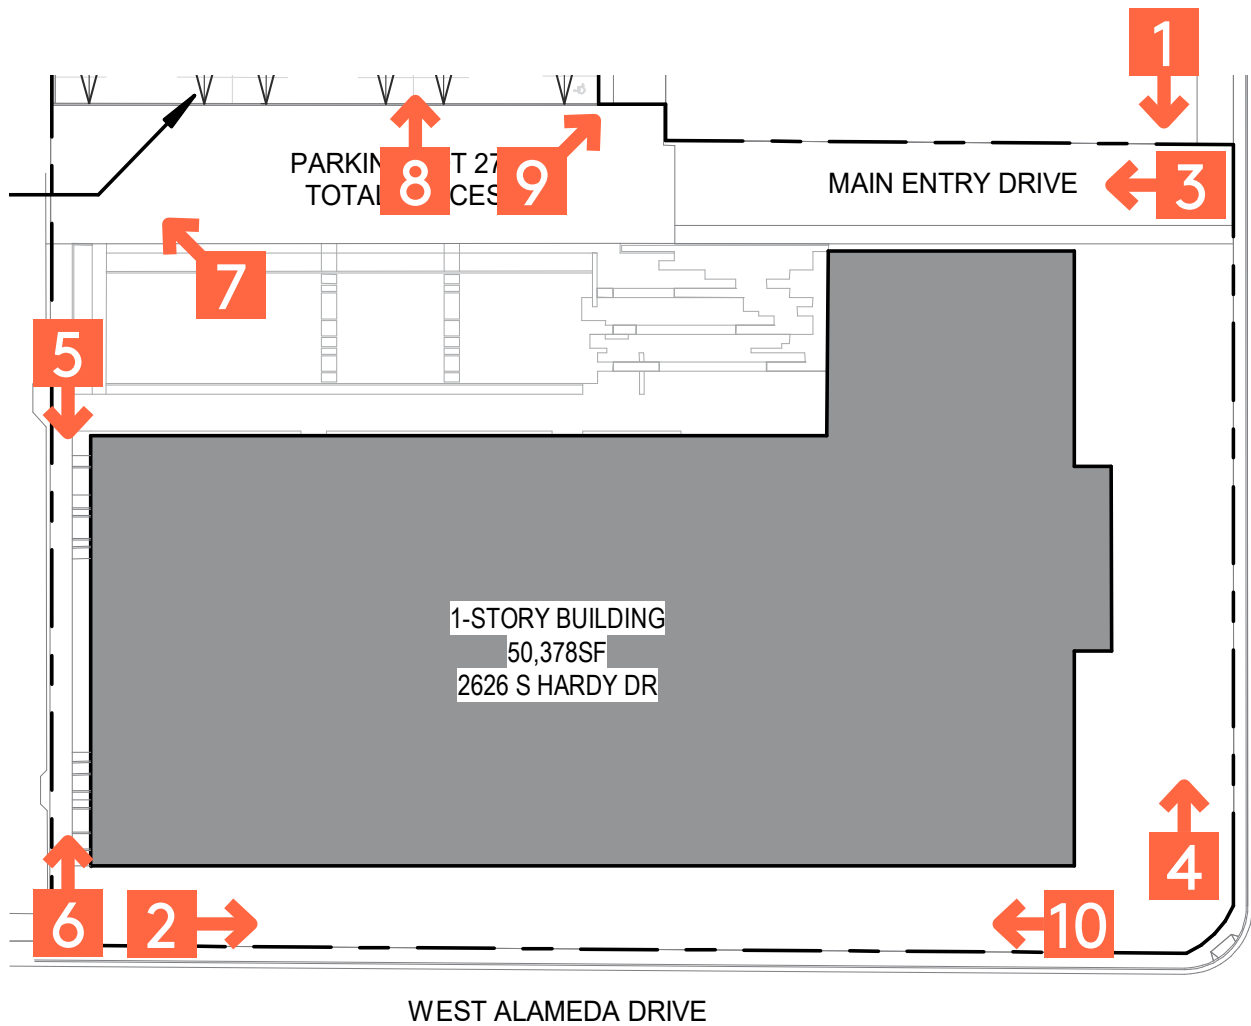 1
PARKIN T 27
TOTAL CES
8
9
MAIN ENTRY DRIVE
3
7
5
1-STORY BUILDING
50,378SF
2626 S HARDY DR
4
6
2
10
WEST ALAMEDA DRIVE